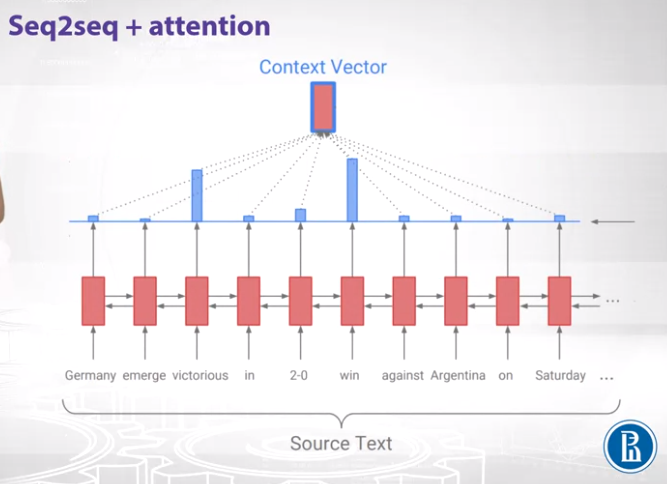 Seq2seq + attention
Context Vector
Germany emerge victorious in 2-0 win against Argentina on Saturday ...
...
Source Text